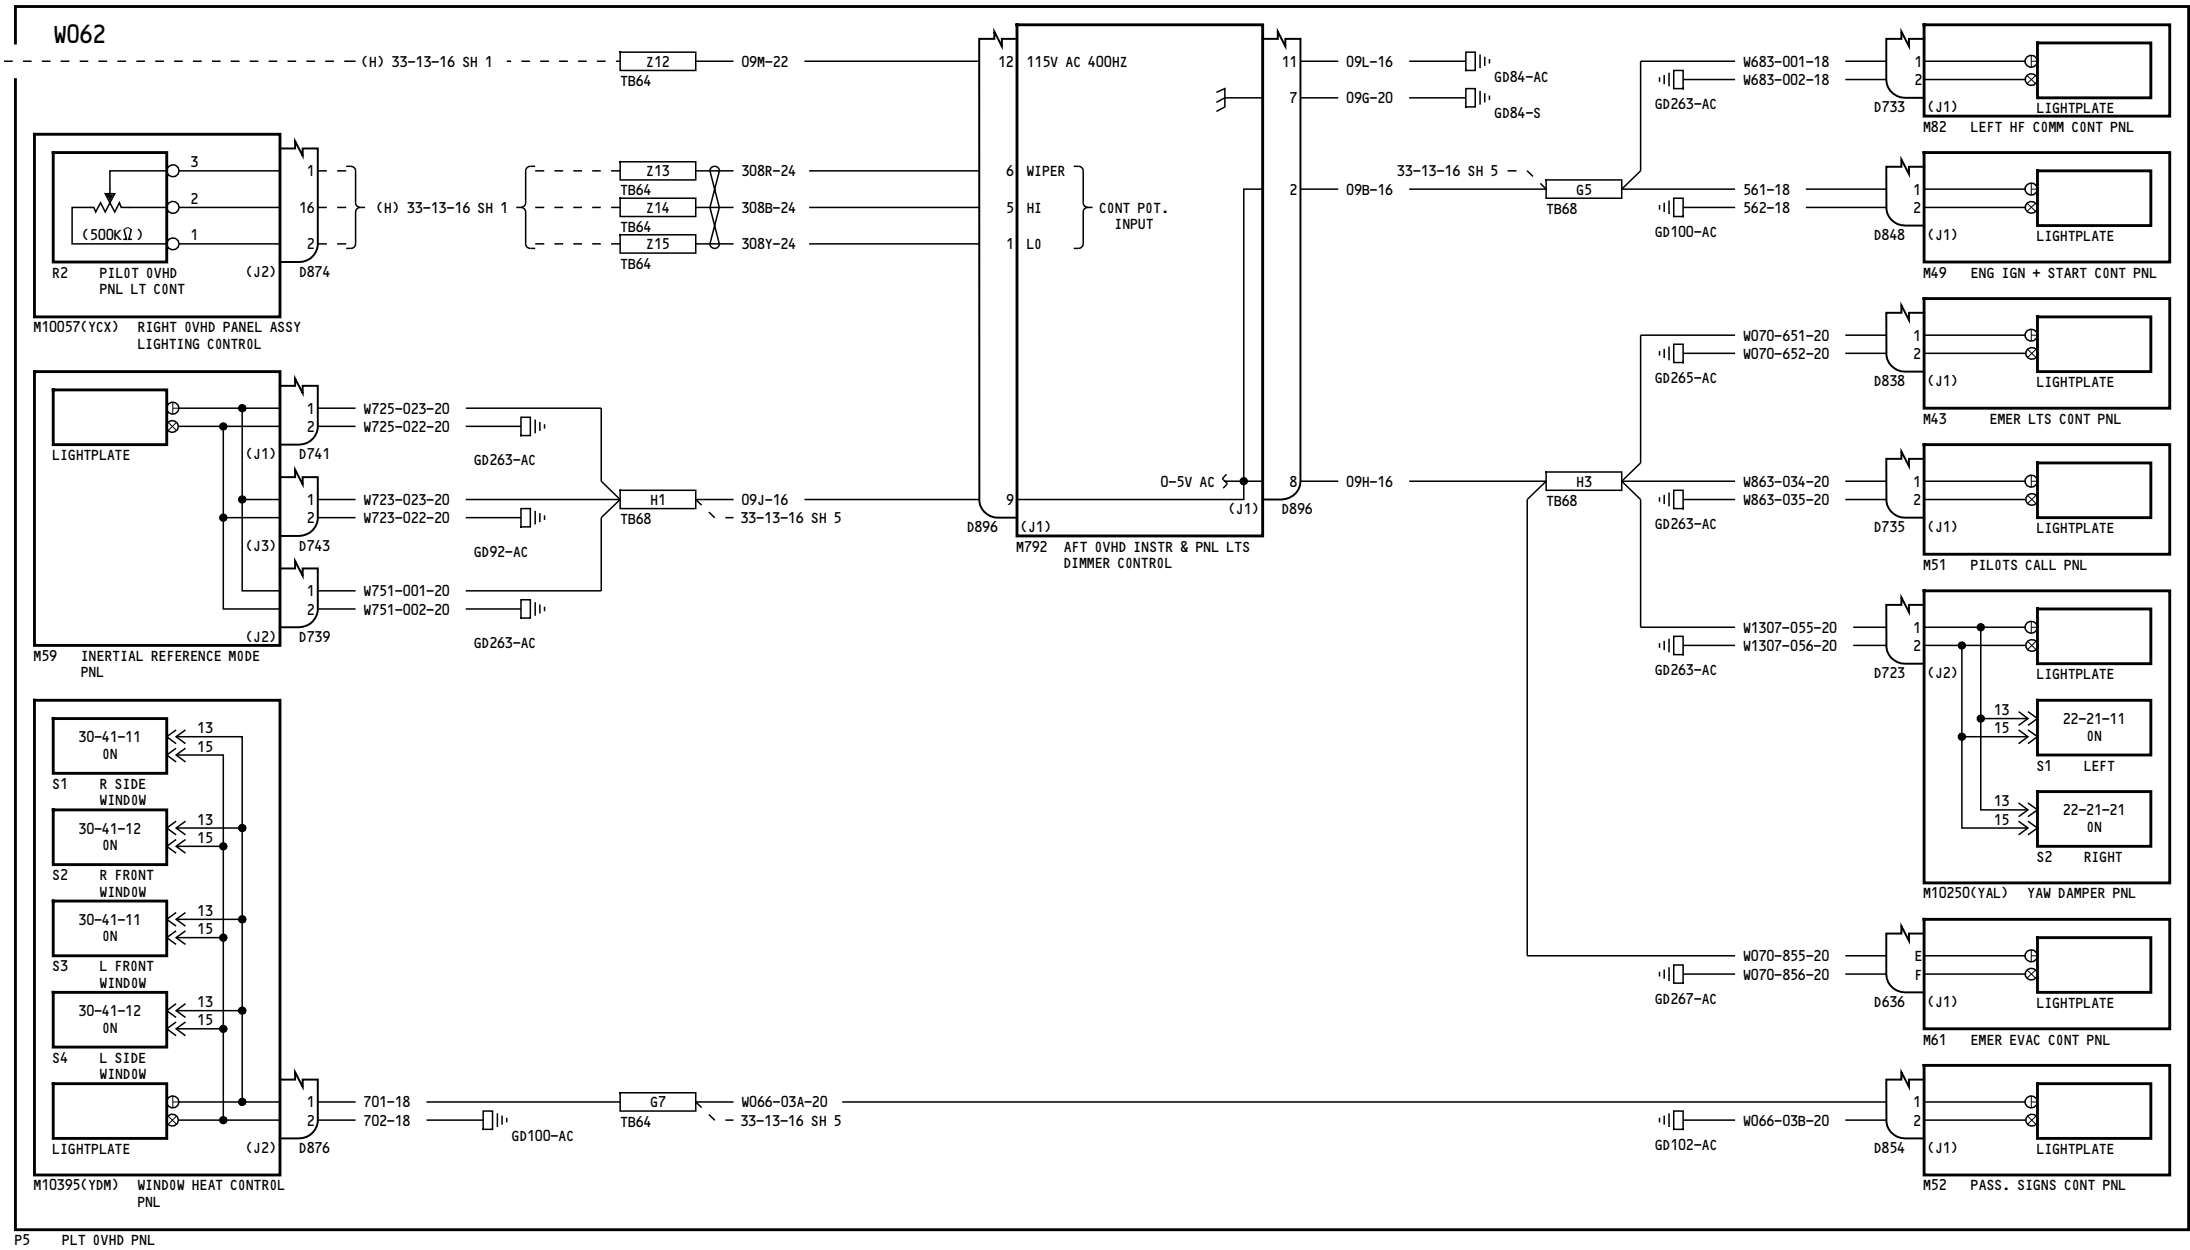 W062
(H) 33-13-16 SH 1
Z12
TB64
09M-22
12
115V AC 400HZ
11
09L-16
GD84-AC
7
09G-20
GD84-S
3
2
1
(500KΩ)
R2 PILOT OVHD
PNL LT CONT
(J2)
1
16
2
D874
M10057(YCX) RIGHT OVHD PANEL ASSY
LIGHTING CONTROL
(H) 33-13-16 SH 1
Z13
TB64
Z14
TB64
Z15
TB64
308R-24
308B-24
308Y-24
6 WIPER
5 HI
1 LO
CONT POT.
INPUT
2
09B-16
33-13-16 SH 5
G5
TB68
LIGHTPLATE
(J1)
1
2
D741
W725-023-20
W725-022-20
GD263-AC
(J3)
1
2
D743
W723-023-20
W723-022-20
GD92-AC
(J2)
1
2
D739
W751-001-20
W751-002-20
GD263-AC
M59 INERTIAL REFERENCE MODE
PNL
H1
TB68
09J-16
33-13-16 SH 5
9
D896
(J1)
0-5V AC
8
(J1)
D896
M792 AFT OVHD INSTR & PNL LTS
DIMMER CONTROL
09H-16
H3
TB68
30-41-11
ON
13
15
S1 R SIDE
WINDOW
30-41-12
ON
13
15
S2 R FRONT
WINDOW
30-41-11
ON
13
15
S3 L FRONT
WINDOW
30-41-12
ON
13
15
S4 L SIDE
WINDOW
LIGHTPLATE
(J2)
1
2
D876
701-18
702-18
GD100-AC
M10395(YDM) WINDOW HEAT CONTROL
PNL
G7
TB64
W066-03A-20
33-13-16 SH 5
W683-001-18
W683-002-18
GD263-AC
1
2
D733
(J1)
LIGHTPLATE
M82 LEFT HF COMM CONT PNL
561-18
562-18
GD100-AC
1
2
D848
(J1)
LIGHTPLATE
M49 ENG IGN + START CONT PNL
W070-651-20
W070-652-20
GD265-AC
1
2
D838
(J1)
LIGHTPLATE
M43 EMER LTS CONT PNL
W863-034-20
W863-035-20
GD263-AC
1
2
D735
(J1)
LIGHTPLATE
M51 PILOTS CALL PNL
W1307-055-20
W1307-056-20
GD263-AC
1
2
D723
(J2)
LIGHTPLATE
13
15
22-21-11
ON
S1 LEFT
13
15
22-21-21
ON
S2 RIGHT
M10250(YAL) YAW DAMPER PNL
W070-855-20
W070-856-20
GD267-AC
E
F
D636
(J1)
LIGHTPLATE
M61 EMER EVAC CONT PNL
W066-03B-20
GD102-AC
1
2
D854
(J1)
LIGHTPLATE
M52 PASS. SIGNS CONT PNL
P5 PLT OVHD PNL